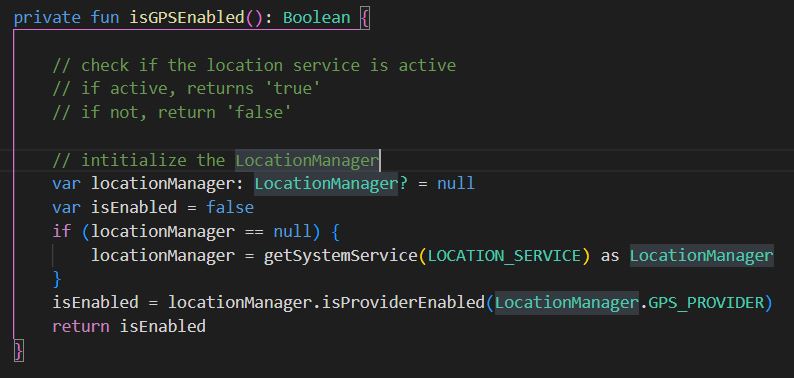 private fun isGPSEnabled(): Boolean {
// check if the location service is active
// if active, returns 'true'
// if not, return 'false'
// intitialize the LocationManager
var locationManager: LocationManager? = null
var isEnabled = false
if (locationManager == null) {
locationManager = getSystemService(LOCATION_SERVICE) as LocationManager
}
isEnabled = locationManager.isProviderEnabled(LocationManager.GPS_PROVIDER)
return isEnabled
}